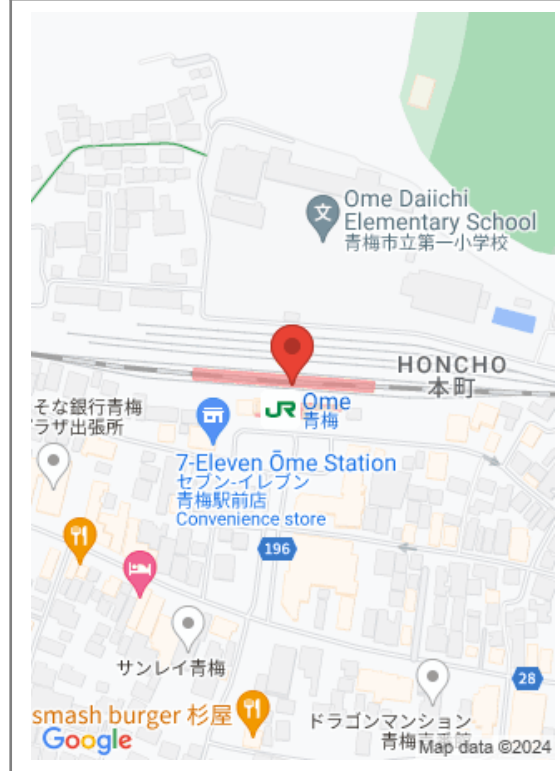 Ome Daiichi
Elementary School
青梅市立第一小学校
HONCHO
本町
JR
Ome
青梅
そな銀行青梅
プラザ出張所
7-Eleven Ōme Station
セブン-イレブン
青梅駅前店
Convenience store
196
サンレイ青梅
28
smash burger 杉屋
ドラゴンマンション
青梅
Google
Map data ©2024